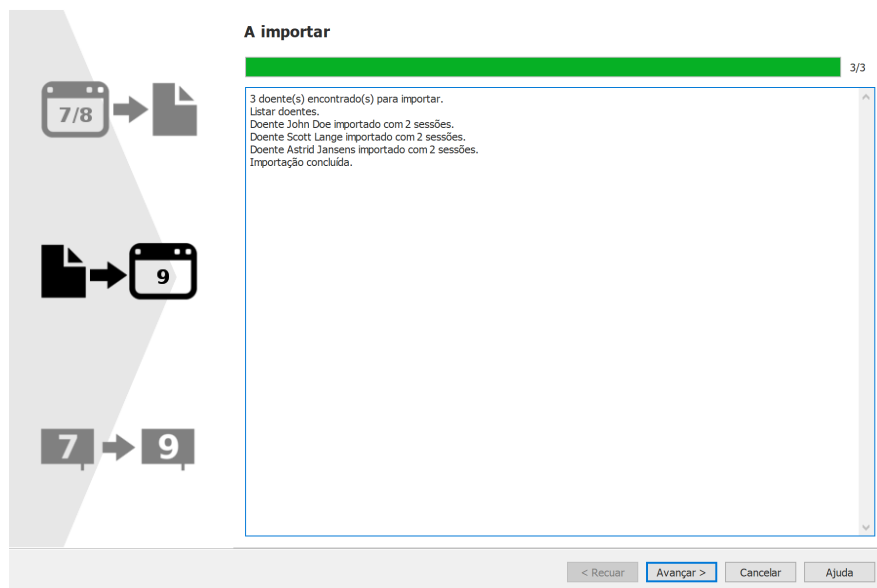 A importar
3/3
3 doente(s) encontrado(s) para importar.
Listar doentes.
Doente John Doe importado com 2 sessões.
Doente Scott Lange importado com 2 sessões.
Doente Astrid Jansens importado com 2 sessões.
Importação concluída.
7/8
9
7 9
< Recuar Avançar > Cancelar Ajuda